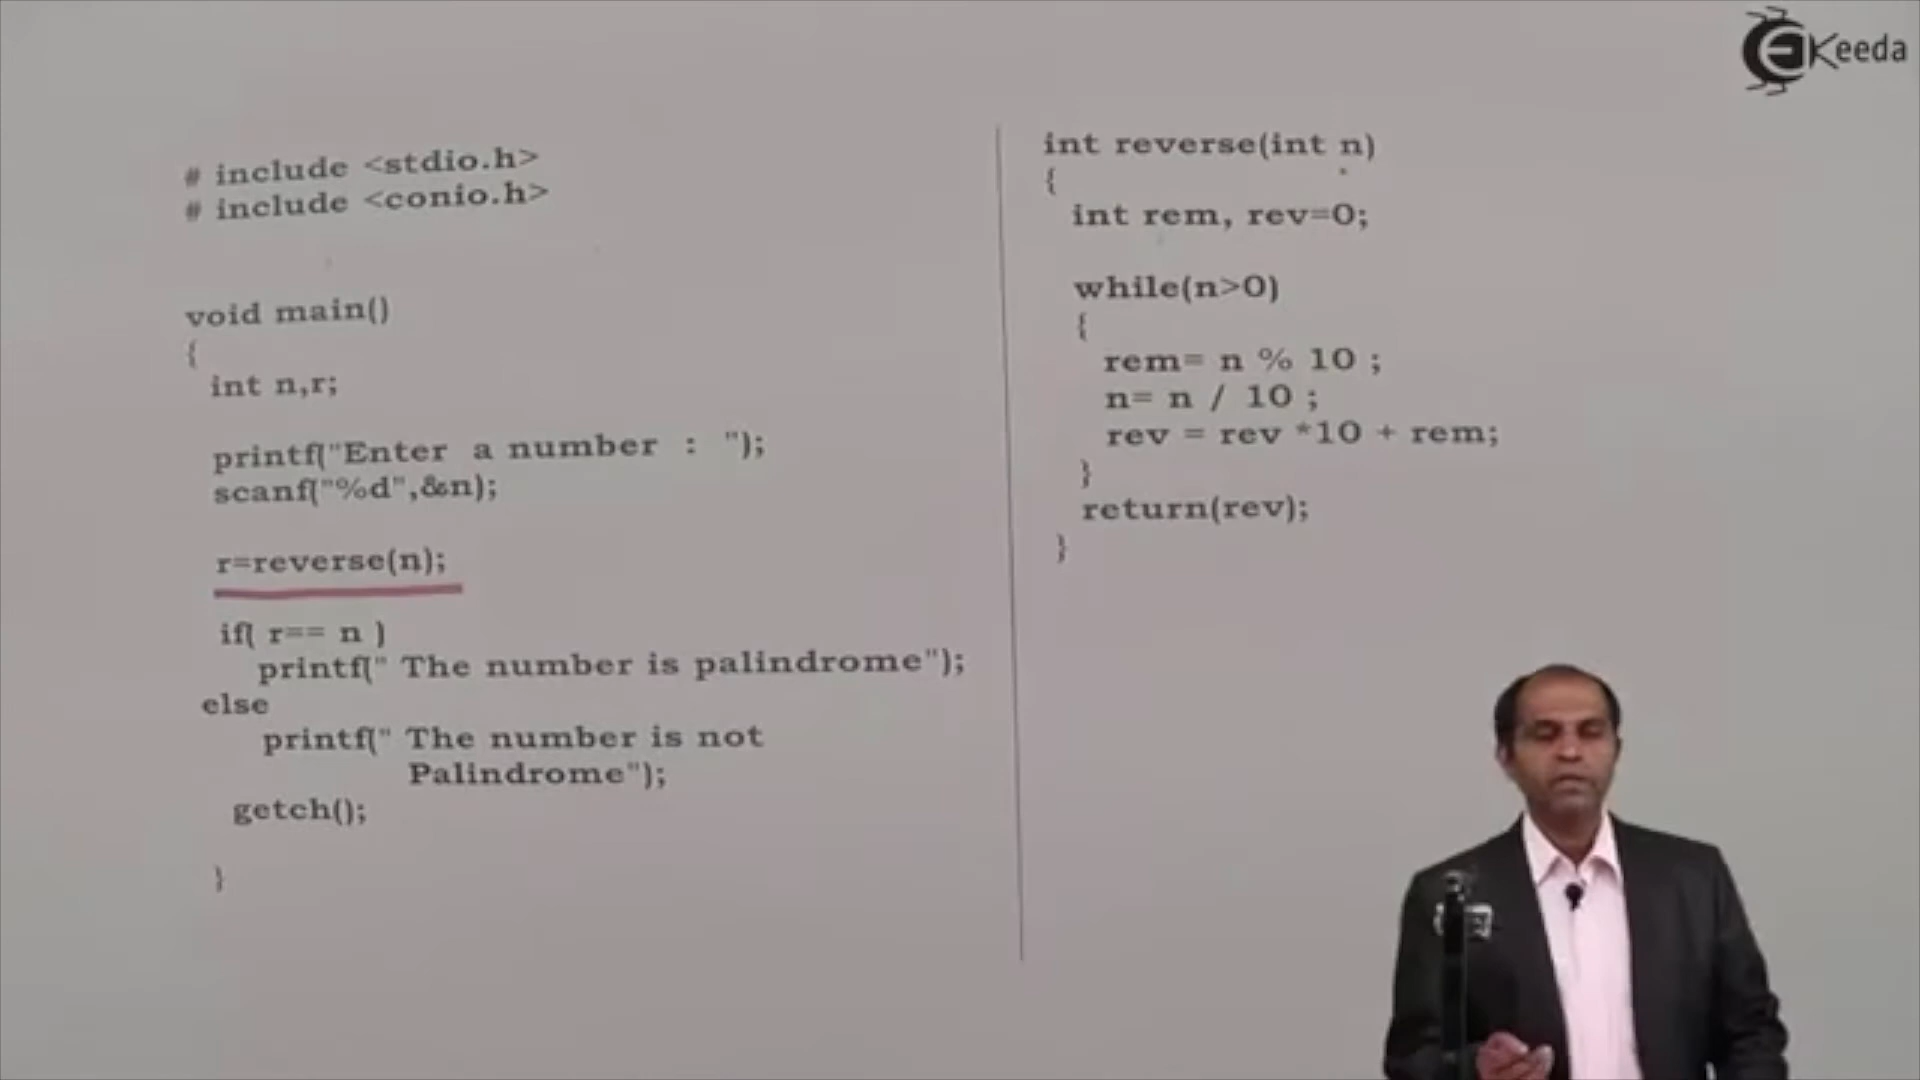 EKeeda
# include <stdio.h>
# include <conio.h>
void main()
{
int n,r;
printf("Enter a number : ");
scanf("%d",&n);
r=reverse(n);
if( r== n )
printf(" The number is palindrome");
else
printf(" The number is not
Palindrome");
getch();
}
int reverse(int n)
{
int rem, rev=0;
while(n>0)
{
rem= n % 10 ;
n= n / 10 ;
rev = rev *10 + rem;
}
return(rev);
}